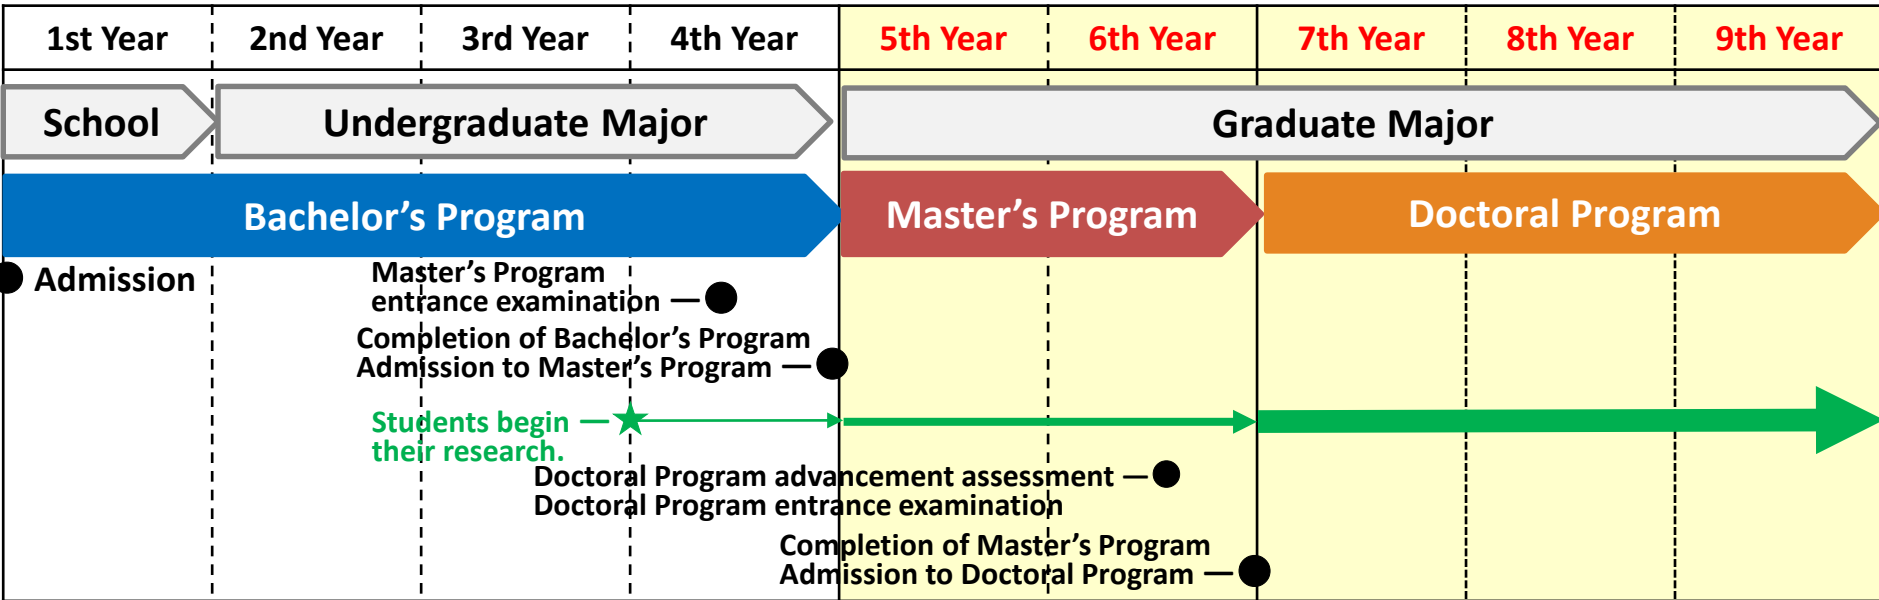 1st Year
2nd Year
3rd Year
4th Year
5th Year
6th Year
7th Year
8th Year
9th Year
School
Undergraduate Major
Graduate Major
Bachelor’s Program
Master’s Program
Doctoral Program
Admission
Master’s Program
entrance examination
Completion of Bachelor’s Program
Admission to Master’s Program
Students begin
their research.
Doctoral Program advancement assessment
Doctoral Program entrance examination
Completion of Master’s Program
Admission to Doctoral Program